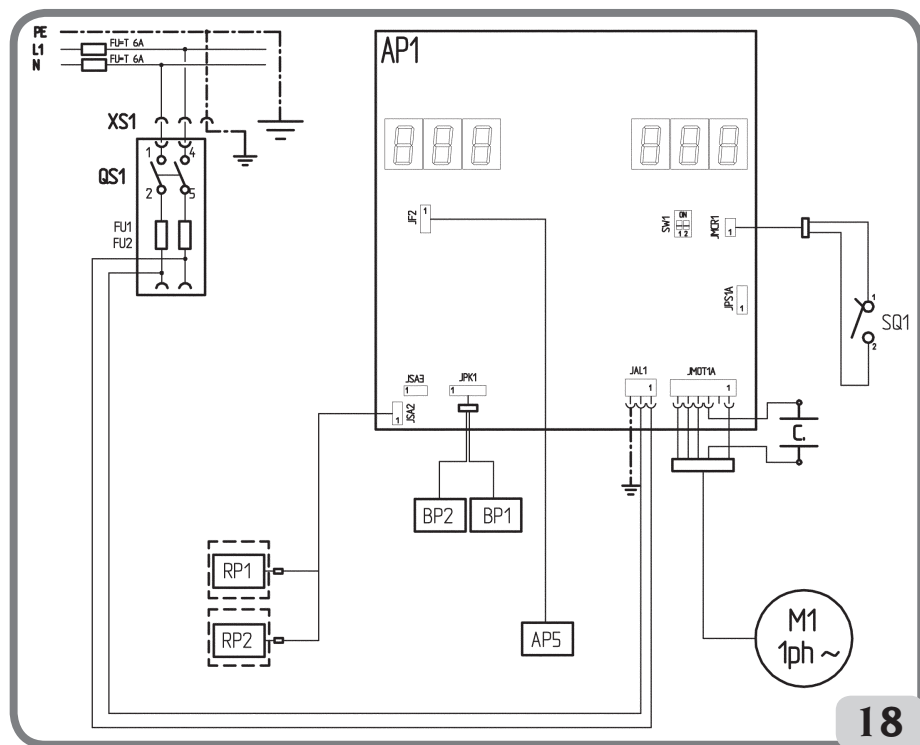 PE
L1
N
FU=T 6A
FU=T 6A
AP1
XS1
QS1
1
4
2
5
FU1
FU2
888
888
JF2
1
SW1
ON
1 2
JMCR1
1
JPS1A
1
1
2
SQ1
JSA3
1
JPK1
1
JSA2
1
JAL1
1
JMOT1A
1
C.
BP2
BP1
RP1
RP2
AP5
M1
1ph ~
18